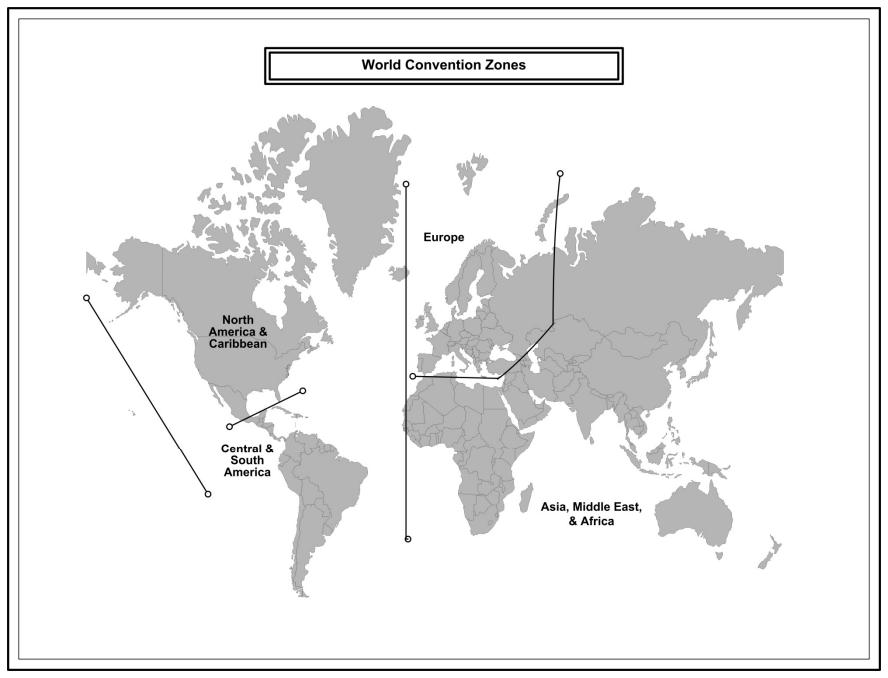 World Convention Zones
Europe
North
America &
Caribbean
Central &
South
America
Asia, Middle East,
& Africa